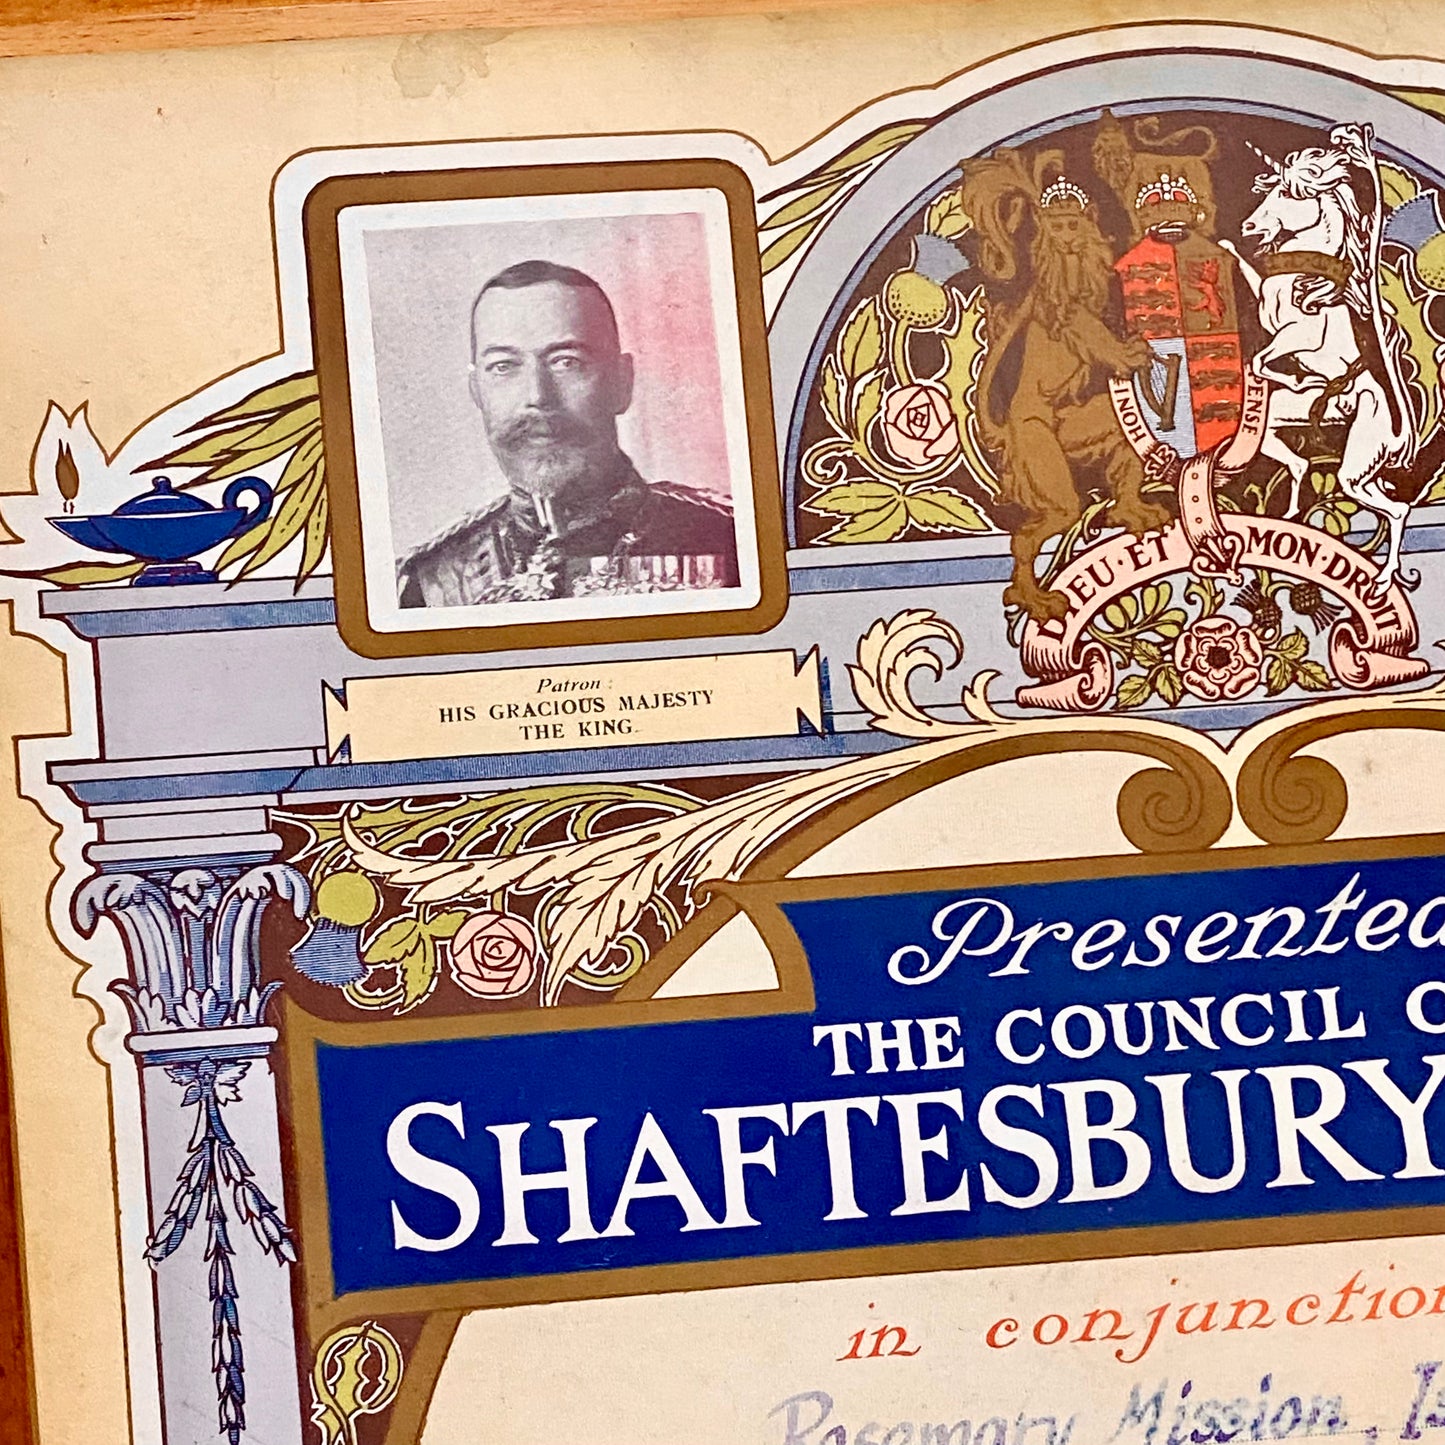 Patron:
HIS GRACIOUS MAJESTY
THE KING
HONI
PENSE
DIEU·ET
MON·DROIT
Presented
THE COUNCIL
SHAFTESBURY
in conjunction
Rosemary Mission,